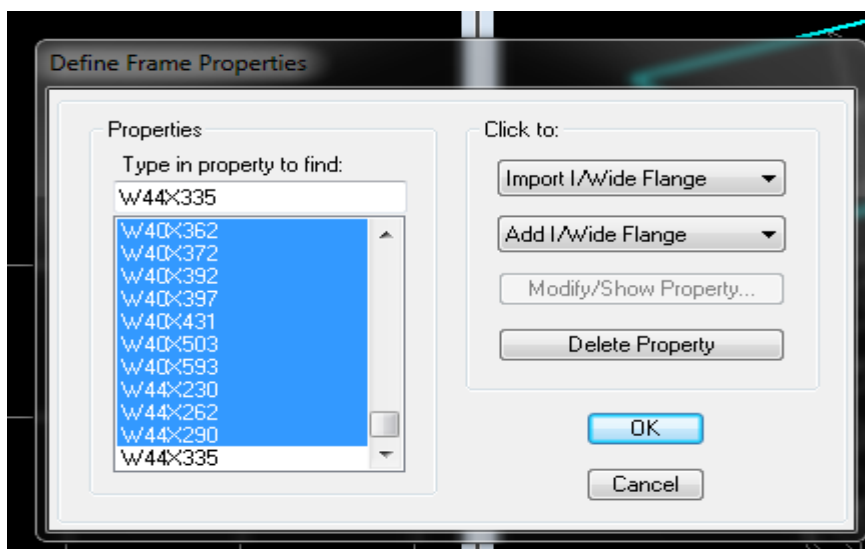 Define Frame Properties
Properties
Type in property to find:
W44X335
W40X362
W40X372
W40X392
W40X397
W40X431
W40X503
W40X593
W44X230
W44X262
W44X290
W44X335
Click to:
Import I/Wide Flange
Add I/Wide Flange
Modify/Show Property...
Delete Property
OK
Cancel